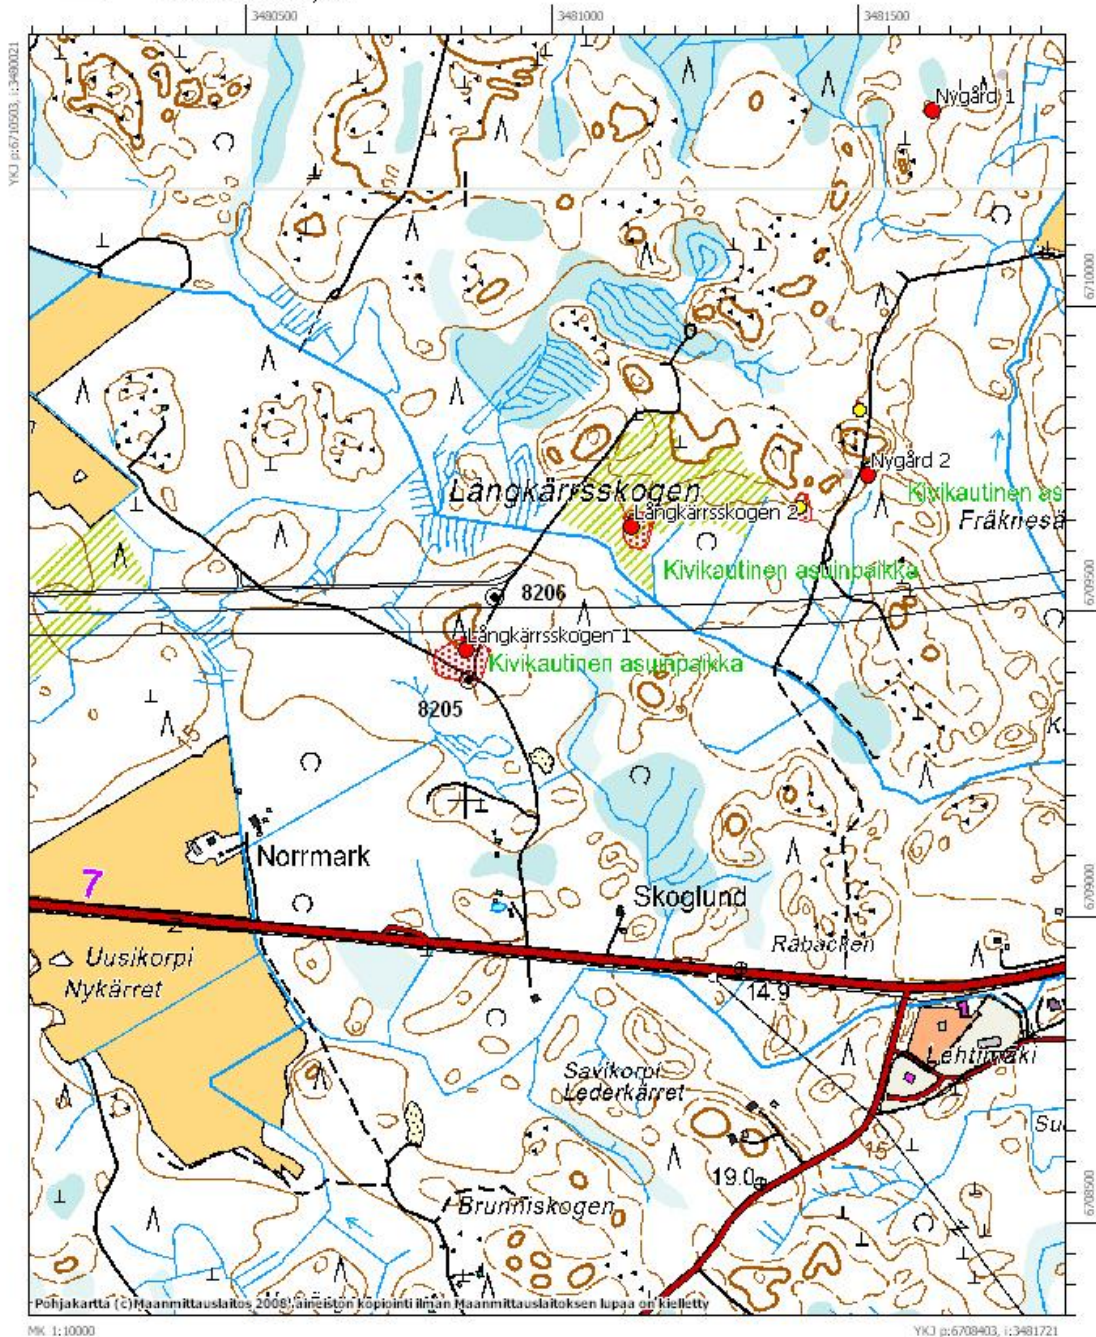 3480500 3481000 3481500
YKJ p:6710503, i:3480021
Nygård 1
100
6710000
Nygård 2
Långkärrsskogen
Kivikautinen as
Långkärrsskogen 2
Fräknesä
Kivikautinen asuinpaikka
8206
6709500
Långkärrsskogen 1
Kivikautinen asuinpaikka
8205
K.
Norrmark
7
Skoglund
6709000
Råbacken
Uusikorpi
Nykärret
14.9
Lehtimäki
Savikorpi
Lederkärret
Su
15
19.0
Brunniskogen
6708500
Pohjakartta (c)Maanmittauslaitos 2008, aineiston kopiointi ilman Maanmittauslaitoksen lupaa on kielletty
MK 1:10000
YKJ p:6708403, i:3481721